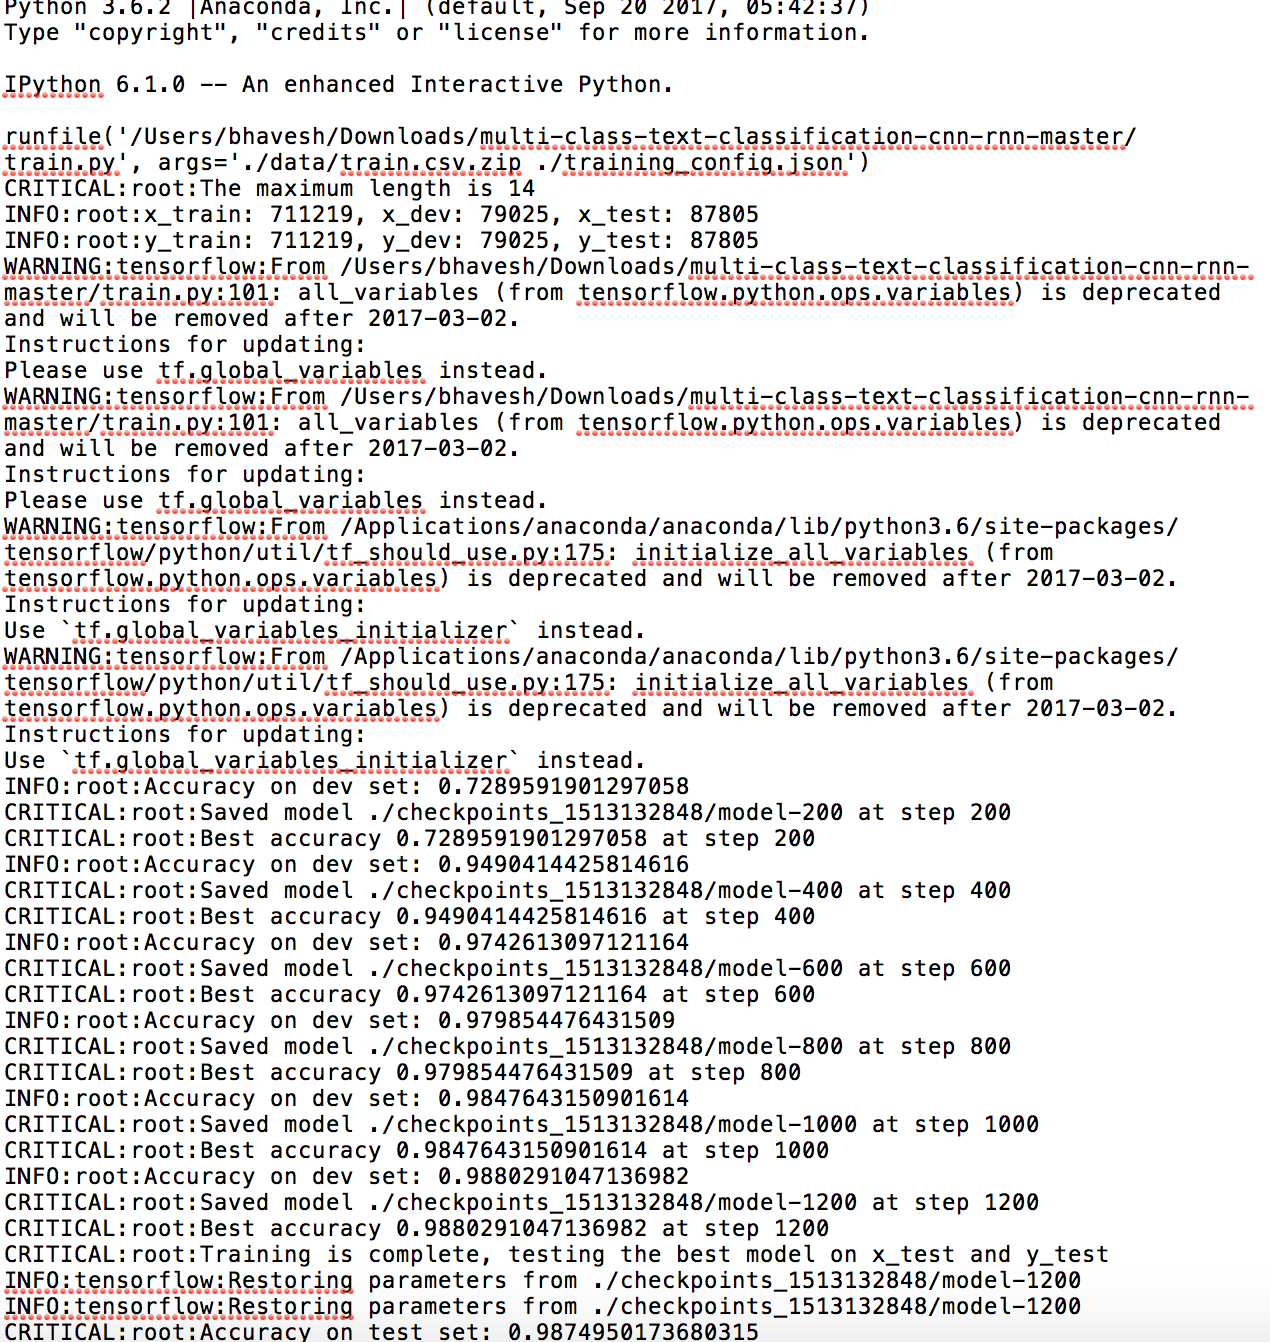 Python 3.6.2 |Anaconda, Inc.| (default, Sep 20 2017, 05:42:37)
Type "copyright", "credits" or "license" for more information.
IPython 6.1.0 -- An enhanced Interactive Python.
runfile('/Users/bhavesh/Downloads/multi-class-text-classification-cnn-rnn-master/
train.py', args='./data/train.csv.zip ./training_config.json')
CRITICAL:root:The maximum length is 14
INFO:root:x_train: 711219, x_dev: 79025, x_test: 87805
INFO:root:y_train: 711219, y_dev: 79025, y_test: 87805
WARNING:tensorflow:From /Users/bhavesh/Downloads/multi-class-text-classification-cnn-rnn-
master/train.py:101: all_variables (from tensorflow.python.ops.variables) is deprecated
and will be removed after 2017-03-02.
Instructions for updating:
Please use tf.global_variables instead.
WARNING:tensorflow:From /Users/bhavesh/Downloads/multi-class-text-classification-cnn-rnn-
master/train.py:101: all_variables (from tensorflow.python.ops.variables) is deprecated
and will be removed after 2017-03-02.
Instructions for updating:
Please use tf.global_variables instead.
WARNING:tensorflow:From /Applications/anaconda/anaconda/lib/python3.6/site-packages/
tensorflow/python/util/tf_should_use.py:175: initialize_all_variables (from
tensorflow.python.ops.variables) is deprecated and will be removed after 2017-03-02.
Instructions for updating:
Use `tf.global_variables_initializer` instead.
WARNING:tensorflow:From /Applications/anaconda/anaconda/lib/python3.6/site-packages/
tensorflow/python/util/tf_should_use.py:175: initialize_all_variables (from
tensorflow.python.ops.variables) is deprecated and will be removed after 2017-03-02.
Instructions for updating:
Use `tf.global_variables_initializer` instead.
INFO:root:Accuracy on dev set: 0.7289591901297058
CRITICAL:root:Saved model ./checkpoints_1513132848/model-200 at step 200
CRITICAL:root:Best accuracy 0.7289591901297058 at step 200
INFO:root:Accuracy on dev set: 0.9490414425814616
CRITICAL:root:Saved model ./checkpoints_1513132848/model-400 at step 400
CRITICAL:root:Best accuracy 0.9490414425814616 at step 400
INFO:root:Accuracy on dev set: 0.9742613097121164
CRITICAL:root:Saved model ./checkpoints_1513132848/model-600 at step 600
CRITICAL:root:Best accuracy 0.9742613097121164 at step 600
INFO:root:Accuracy on dev set: 0.979854476431509
CRITICAL:root:Saved model ./checkpoints_1513132848/model-800 at step 800
CRITICAL:root:Best accuracy 0.979854476431509 at step 800
INFO:root:Accuracy on dev set: 0.9847643150901614
CRITICAL:root:Saved model ./checkpoints_1513132848/model-1000 at step 1000
CRITICAL:root:Best accuracy 0.9847643150901614 at step 1000
INFO:root:Accuracy on dev set: 0.9880291047136982
CRITICAL:root:Saved model ./checkpoints_1513132848/model-1200 at step 1200
CRITICAL:root:Best accuracy 0.9880291047136982 at step 1200
CRITICAL:root:Training is complete, testing the best model on x_test and y_test
INFO:tensorflow:Restoring parameters from ./checkpoints_1513132848/model-1200
INFO:tensorflow:Restoring parameters from ./checkpoints_1513132848/model-1200
CRITICAL:root:Accuracy on test set: 0.9874950173680315